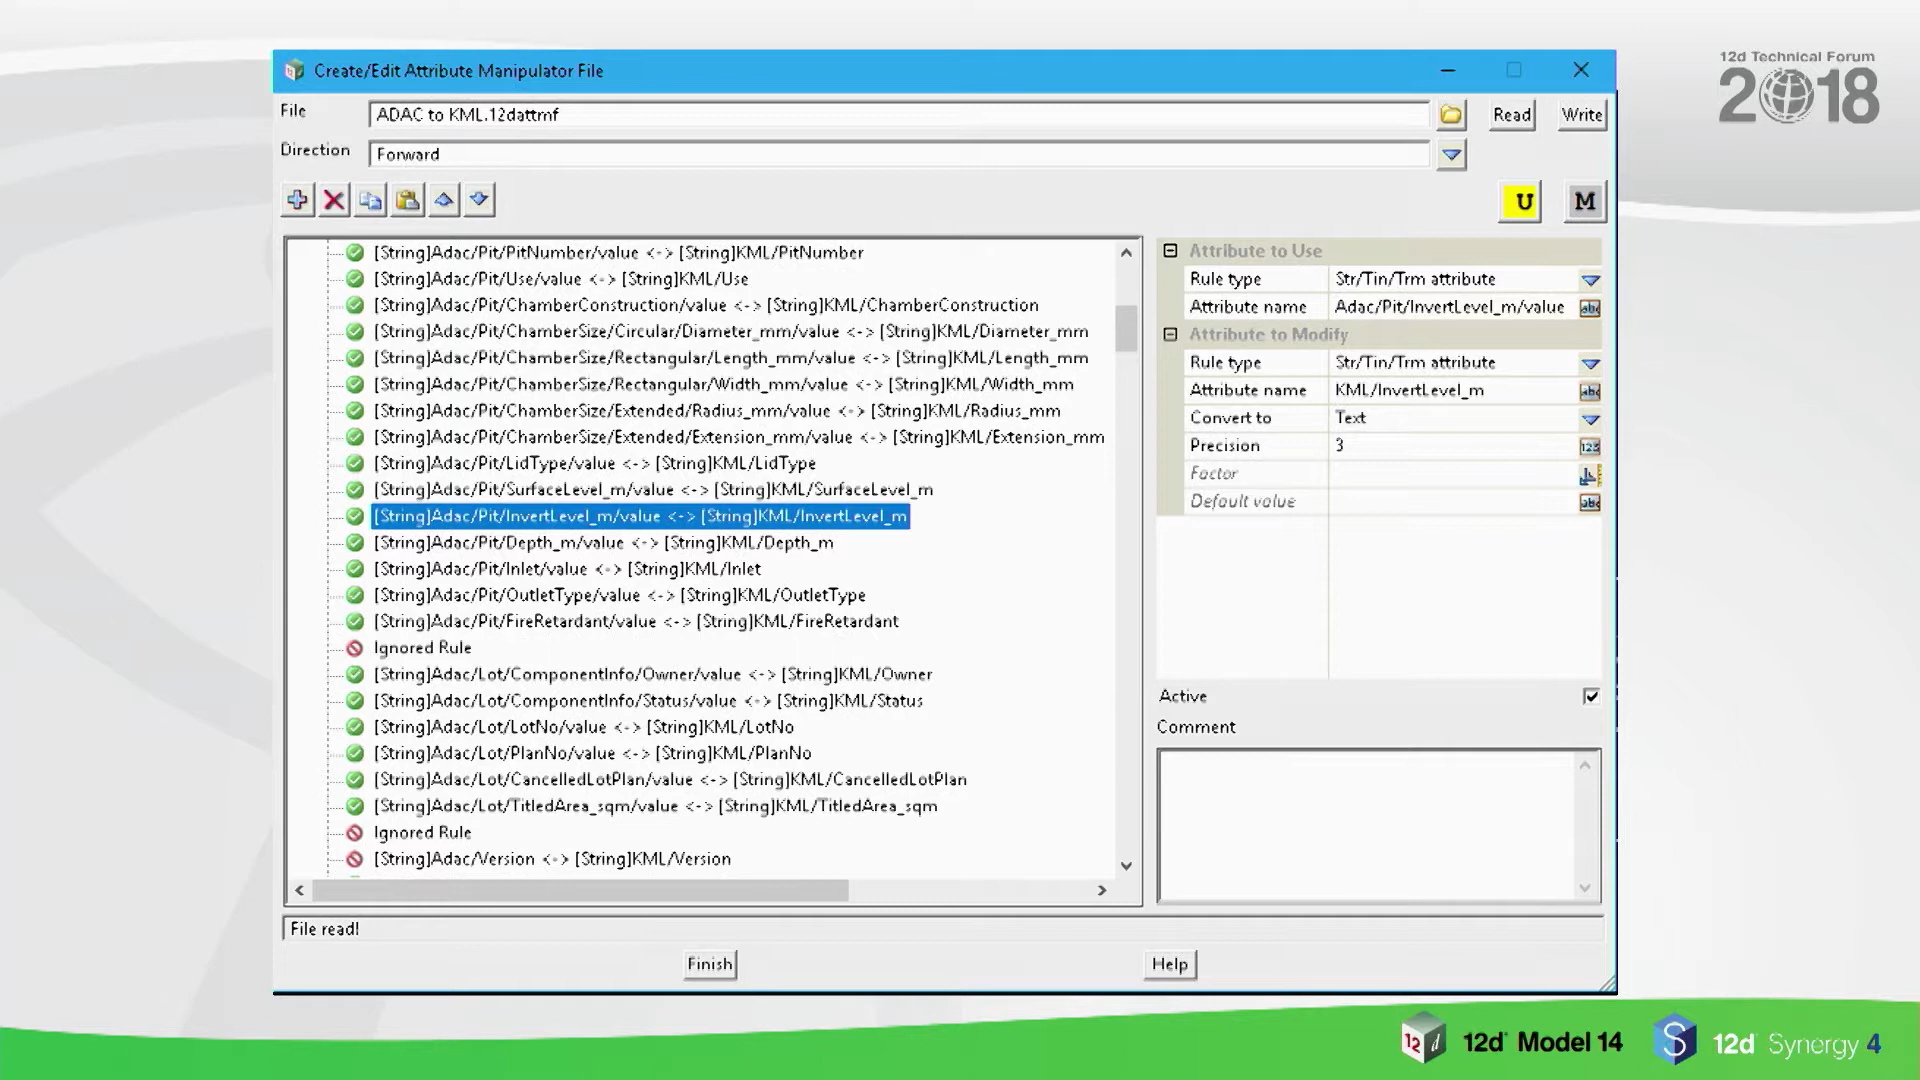 12d Technical Forum
2018
Create/Edit Attribute Manipulator File
File
ADAC to KML.12dattmf
Read
Write
Direction
Forward
U
M
[String]Adac/Pit/PitNumber/value <-> [String]KML/PitNumber
[String]Adac/Pit/Use/value <-> [String]KML/Use
[String]Adac/Pit/ChamberConstruction/value <-> [String]KML/ChamberConstruction
[String]Adac/Pit/ChamberSize/Circular/Diameter_mm/value <-> [String]KML/Diameter_mm
[String]Adac/Pit/ChamberSize/Rectangular/Length_mm/value <-> [String]KML/Length_mm
[String]Adac/Pit/ChamberSize/Rectangular/Width_mm/value <-> [String]KML/Width_mm
[String]Adac/Pit/ChamberSize/Extended/Radius_mm/value <-> [String]KML/Radius_mm
[String]Adac/Pit/ChamberSize/Extended/Extension_mm/value <-> [String]KML/Extension_mm
[String]Adac/Pit/LidType/value <-> [String]KML/LidType
[String]Adac/Pit/SurfaceLevel_m/value <-> [String]KML/SurfaceLevel_m
[String]Adac/Pit/InvertLevel_m/value <-> [String]KML/InvertLevel_m
[String]Adac/Pit/Depth_m/value <-> [String]KML/Depth_m
[String]Adac/Pit/Inlet/value <-> [String]KML/Inlet
[String]Adac/Pit/OutletType/value <-> [String]KML/OutletType
[String]Adac/Pit/FireRetardant/value <-> [String]KML/FireRetardant
Ignored Rule
[String]Adac/Lot/ComponentInfo/Owner/value <-> [String]KML/Owner
[String]Adac/Lot/ComponentInfo/Status/value <-> [String]KML/Status
[String]Adac/Lot/LotNo/value <-> [String]KML/LotNo
[String]Adac/Lot/PlanNo/value <-> [String]KML/PlanNo
[String]Adac/Lot/CancelledLotPlan/value <-> [String]KML/CancelledLotPlan
[String]Adac/Lot/TitledArea_sqm/value <-> [String]KML/TitledArea_sqm
Ignored Rule
[String]Adac/Version <-> [String]KML/Version
Attribute to Use
Rule type Str/Tin/Trm attribute
Attribute name Adac/Pit/InvertLevel_m/value abc
Attribute to Modify
Rule type Str/Tin/Trm attribute
Attribute name KML/InvertLevel_m abc
Convert to Text
Precision 3 123
Factor
Default value abc
Active
Comment
File read!
Finish
Help
12d Model 14
12d Synergy 4